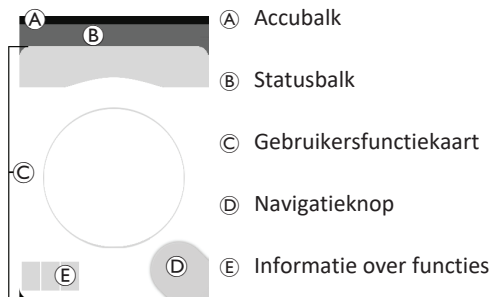 Ⓐ Ⓐ Accubalk
Ⓑ
Ⓑ Statusbalk
Ⓒ Gebruikersfunctiekaart
Ⓒ
Ⓓ Navigatieknop
Ⓔ Ⓓ Ⓔ Informatie over functies